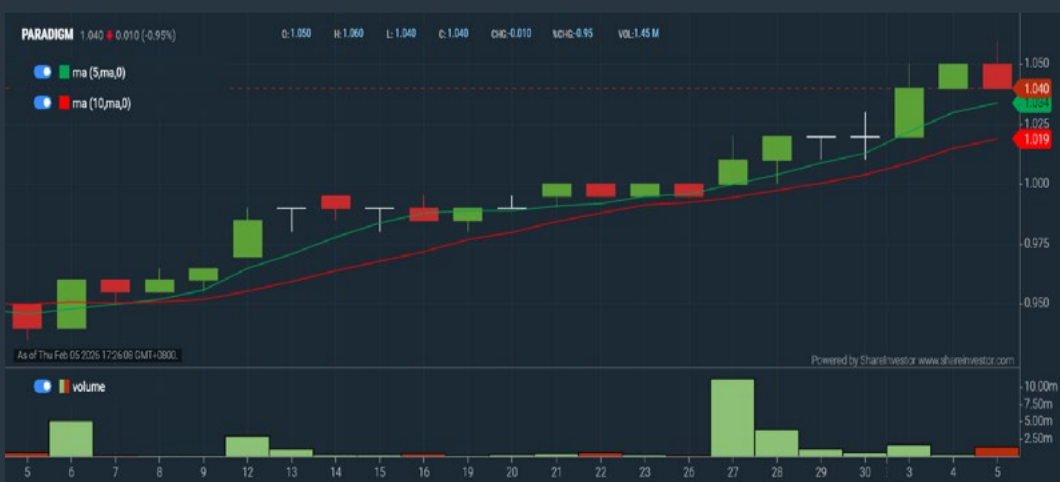 PARADIGM 1.040 0.010 (-0.95%) O:1.050 H:1.060 L:1.040 C:1.040 CHG:-0.010 %CHG:-0.95 VOL:1.45 M
ma (5,ma,0)
ma (10,ma,0)
1.050
1.040
1.034
1.025
1.019
1.000
0.975
0.950
As of Thu Feb 05 2026 17:26:08 GMT+0800,
Powered by ShareInvestor www.shareinvestor.com
volume
10.00m
7.50m
5.00m
2.50m
5 6 7 8 9 12 13 14 15 16 19 20 21 22 23 26 27 28 29 30 3 4 5